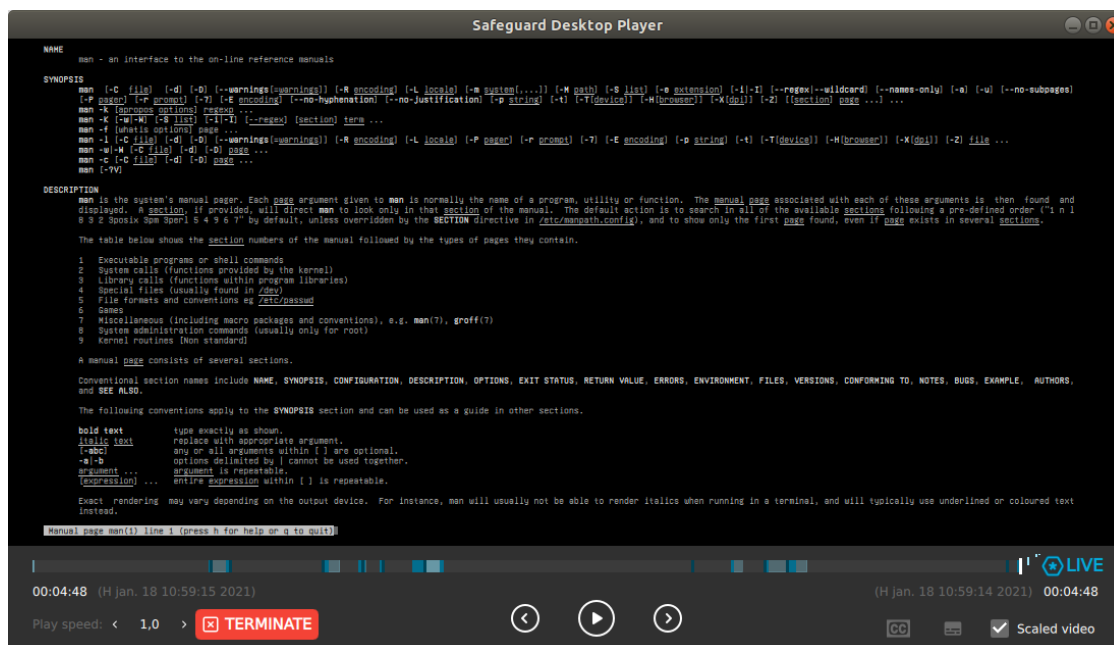 Safeguard Desktop Player
NAME
man - an interface to the on-line reference manuals
SYNOPSIS
man [-C file] [-d] [-D] [--warnings[=warnings]] [-R encoding] [-L locale] [-m system[,...]] [-M path] [-S list] [-e extension] [-i|-I] [--regex|--wildcard] [--names-only] [-a] [-u] [--no-subpages]
[-P pager] [-r prompt] [-7] [-E encoding] [--no-hyphenation] [--no-justification] [-p string] [-t] [-T[device]] [-H[browser]] [-X[dpi]] [-Z] [[section] page ...] ...
man -k [apropos options] regexp ...
man -K [-w|-W] [-S list] [-i|-I] [--regex] [section] term ...
man -f [whatis options] page ...
man -l [-C file] [-d] [-D] [--warnings[=warnings]] [-R encoding] [-L locale] [-P pager] [-r prompt] [-7] [-E encoding] [-p string] [-t] [-T[device]] [-H[browser]] [-X[dpi]] [-Z] file ...
man -w|-W [-C file] [-d] [-D] page ...
man -c [-C file] [-d] [-D] page ...
man [-?V]
DESCRIPTION
man is the system's manual pager. Each page argument given to man is normally the name of a program, utility or function. The manual page associated with each of these arguments is then found and
displayed. A section, if provided, will direct man to look only in that section of the manual. The default action is to search in all of the available sections following a pre-defined order ("1 n l
8 3 2 3posix 3pm 3perl 5 4 9 6 7" by default, unless overridden by the SECTION directive in /etc/manpath.config), and to show only the first page found, even if page exists in several sections.
The table below shows the section numbers of the manual followed by the types of pages they contain.
1 Executable programs or shell commands
2 System calls (functions provided by the kernel)
3 Library calls (functions within program libraries)
4 Special files (usually found in /dev)
5 File formats and conventions eg /etc/passwd
6 Games
7 Miscellaneous (including macro packages and conventions), e.g. man(7), groff(7)
8 System administration commands (usually only for root)
9 Kernel routines [Non standard]
A manual page consists of several sections.
Conventional section names include NAME, SYNOPSIS, CONFIGURATION, DESCRIPTION, OPTIONS, EXIT STATUS, RETURN VALUE, ERRORS, ENVIRONMENT, FILES, VERSIONS, CONFORMING TO, NOTES, BUGS, EXAMPLE, AUTHORS,
and SEE ALSO.
The following conventions apply to the SYNOPSIS section and can be used as a guide in other sections.
bold text type exactly as shown.
italic text replace with appropriate argument.
[-abc] any or all arguments within [ ] are optional.
-a|-b options delimited by | cannot be used together.
argument ... argument is repeatable.
[expression] ... entire expression within [ ] is repeatable.
Exact rendering may vary depending on the output device. For instance, man will usually not be able to render italics when running in a terminal, and will typically use underlined or coloured text
instead.
Manual page man(1) line 1 (press h for help or q to quit)
LIVE
00:04:48 (H jan. 18 10:59:15 2021) (H jan. 18 10:59:14 2021) 00:04:48
Play speed: ‹ 1,0 › TERMINATE CC Scaled video